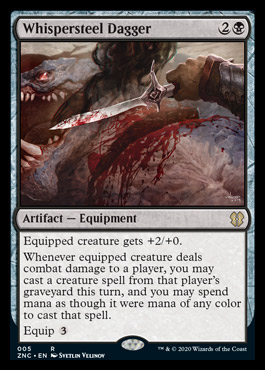 Whispersteel Dagger 2
Artifact — Equipment
Equipped creature gets +2/+0.
Whenever equipped creature deals
combat damage to a player, you may
cast a creature spell from that player's
graveyard this turn, and you may spend
mana as though it were mana of any color
to cast that spell.
Equip 3
005 R
ZNC • EN Svetlin Velinov
™ & © 2020 Wizards of the Coast